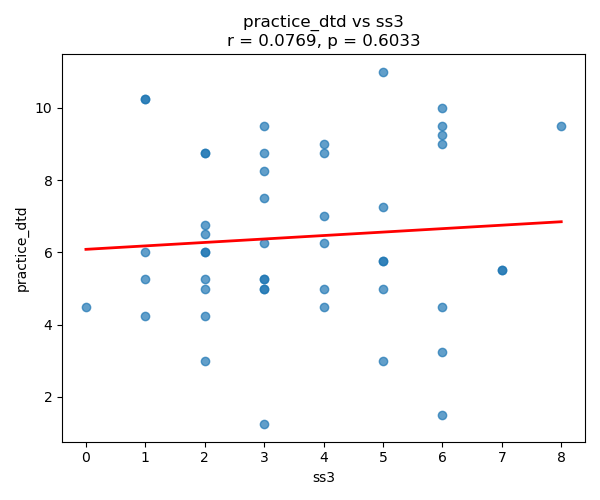 practice_dtd vs ss3
r = 0.0769, p = 0.6033
10
8
6
4
2
practice_dtd
0 1 2 3 4 5 6 7 8
ss3